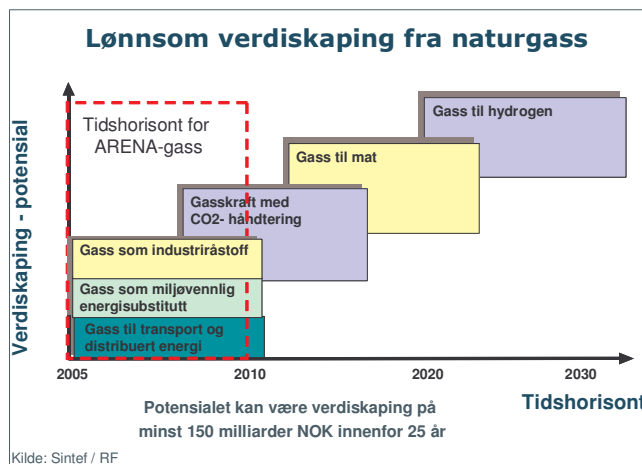 Lønnsom verdiskaping fra naturgass
Verdiskaping - potensial
Tidshorisont for
ARENA-gass
Gass til hydrogen
Gass til mat
Gasskraft med
CO2- håndtering
Gass som industriråstoff
Gass som miljøvennlig
energisubstitutt
Gass til transport og
distribuert energi
2005
2010
2020
2030
Tidshorisont
Potensialet kan være verdiskaping på
minst 150 milliarder NOK innenfor 25 år
Kilde: Sintef / RF